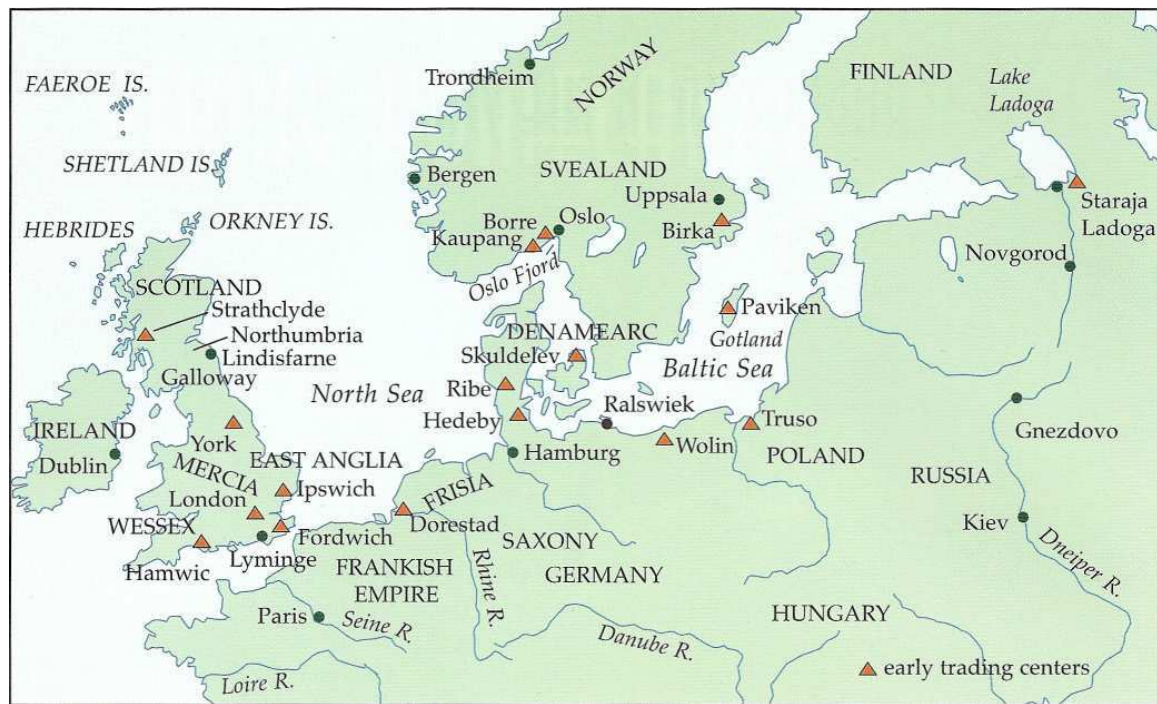 Trondheim
NORWAY
FINLAND
Lake
Ladoga
FAEROE IS.
SHETLAND IS.
Bergen
SVEALAND
Uppsala
Staraja
Ladoga
HEBRIDES
ORKNEY IS.
Borre
Oslo
Kaupang
Birka
Oslo Fjord
Novgorod
SCOTLAND
Strathclyde
Northumbria
Lindisfarne
Galloway
DENAMEARC
Skuldelev
Paviken
Gotland
Baltic Sea
North Sea
Ribe
Hedeby
Ralswiek
Truso
Wolin
Gnezdovo
IRELAND
Dublin
York
MERCIA
EAST ANGLIA
Hamburg
POLAND
London
Ipswich
FRISIA
RUSSIA
WESSEX
Fordwich
Dorestad
Kiev
Lyminge
SAXONY
Hamwic
FRANKISH
EMPIRE
Rhine R.
GERMANY
Dneiper R.
Paris
Seine R.
Danube R.
HUNGARY
Loire R.
early trading centers